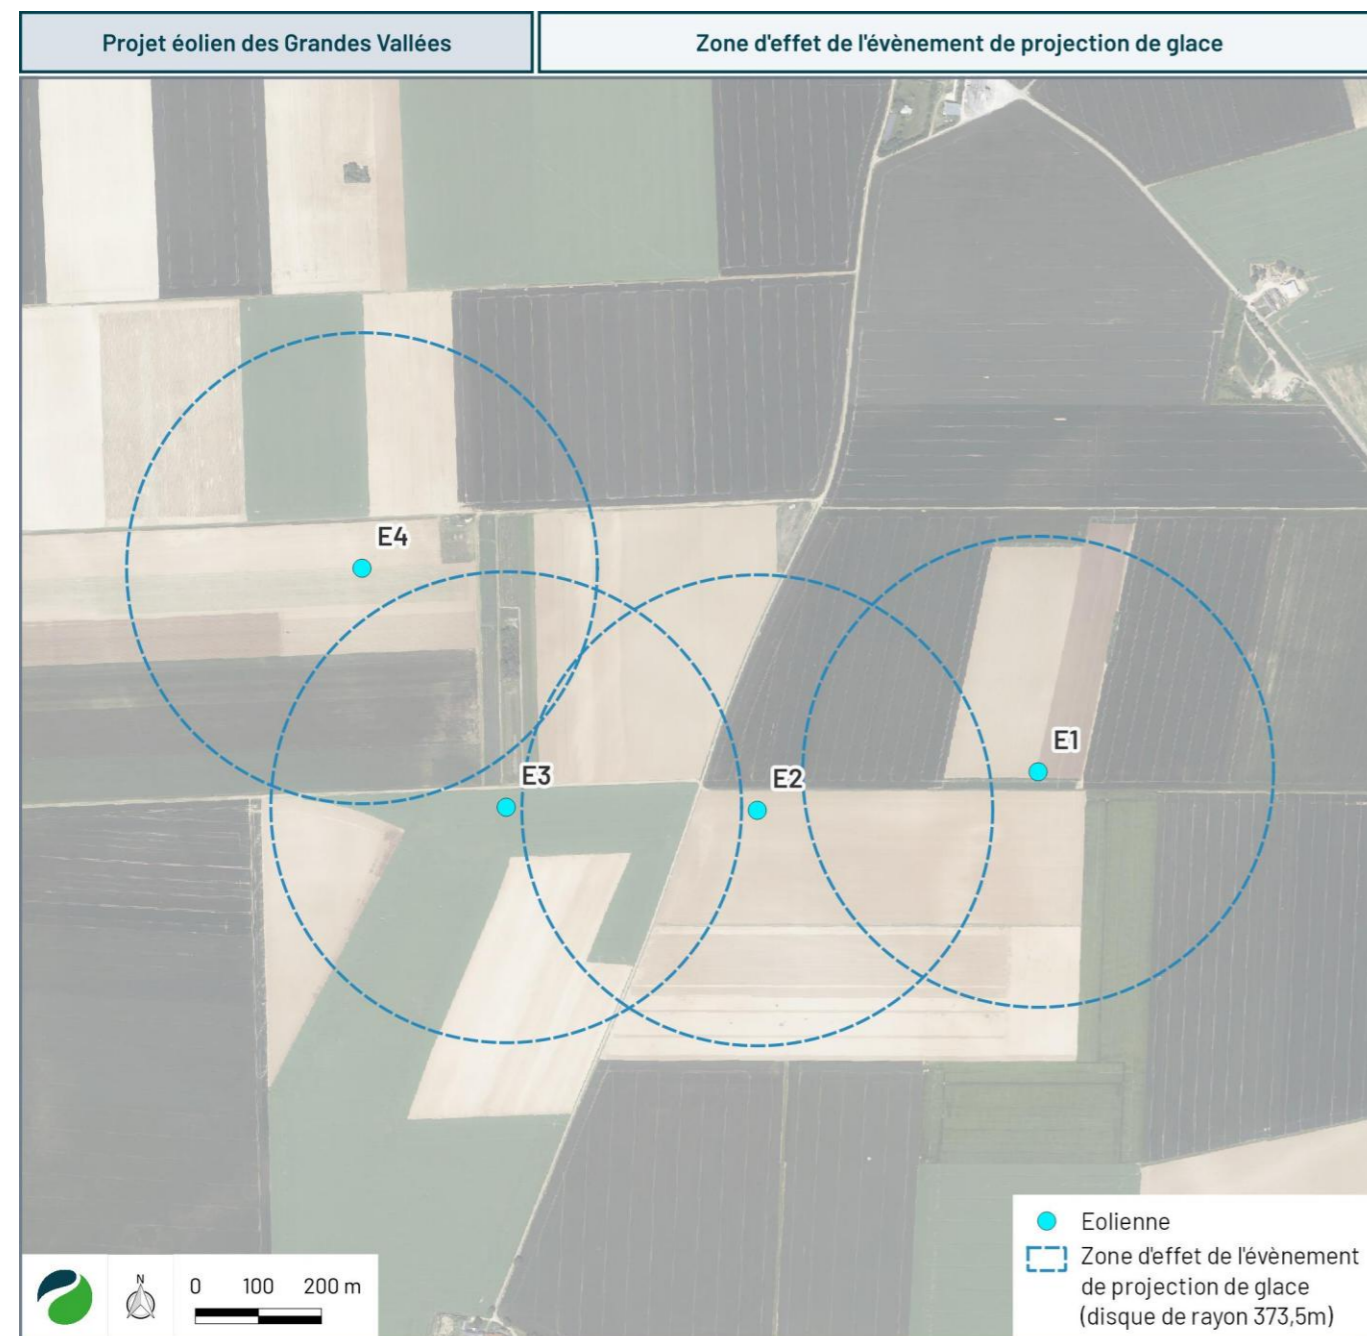 Projet éolien des Grandes Vallées
Zone d'effet de l'évènement de projection de glace
E4
E1
E3
E2
Eolienne
Zone d'effet de l'évènement
de projection de glace
(disque de rayon 373,5m)
N
0 100 200 m